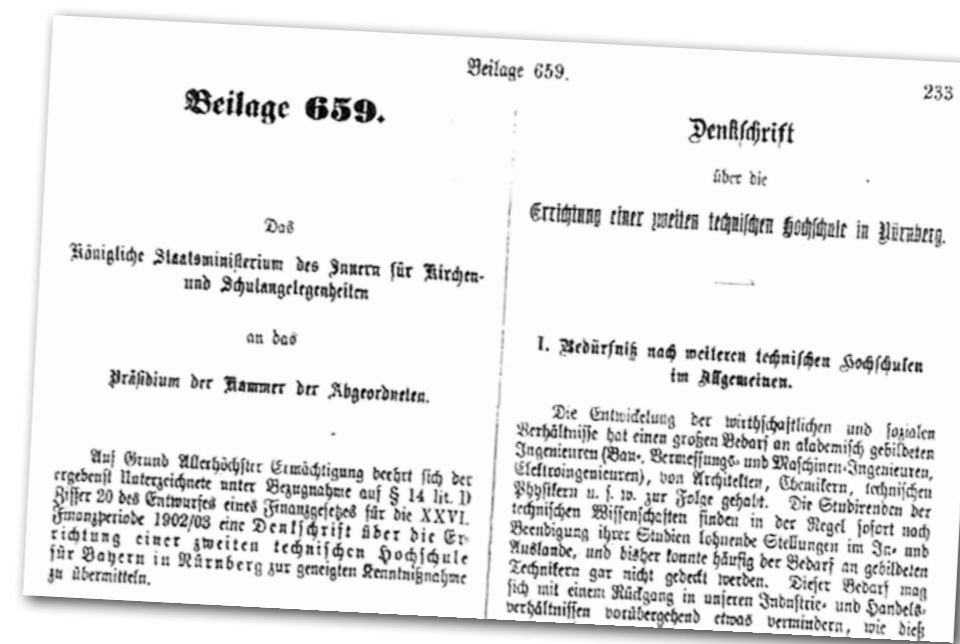 Beilage 659.
233
Beilage 659.
Das
Königliche Staatsministerium des Innern für Kirchen-
und Schulangelegenheiten
an das
Präsidium der Kammer der Abgeordneten.
Auf Grund Allerhöchster Ermächtigung beehrt sich der
ergebenst Unterzeichnete unter Bezugnahme auf § 14 lit. D
Ziffer 20 des Entwurfes eines Finanzgesetzes für die XXVI.
Finanzperiode 1902/03 eine Denkschrift über die Er-
richtung einer zweiten technischen Hochschule
für Bayern in Nürnberg zur geneigten Kenntnißnahme
zu übermitteln.
Denkschrift
über die
Errichtung einer zweiten technischen Hochschule in Nürnberg.
I. Bedürfniß nach weiteren technischen Hochschulen
im Allgemeinen.
Die Entwickelung der wirthschaftlichen und sozialen
Verhältnisse hat einen großen Bedarf an akademisch gebildeten
Ingenieuren (Bau-, Vermessungs- und Maschinen-Ingenieuren,
Elektroingenieuren), von Architekten, Chemikern, technischen
Physikern u. s. w. zur Folge gehabt. Die Studirenden der
technischen Wissenschaften finden in der Regel sofort nach
Beendigung ihrer Studien lohnende Stellungen im In- und
Auslande, und bisher konnte häufig der Bedarf an gebildeten
Technikern gar nicht gedeckt werden. Dieser Bedarf mag
sich mit einem Rückgang in unseren Industrie- und Handels-
verhältnissen vorübergehend etwas vermindern, wie dieß